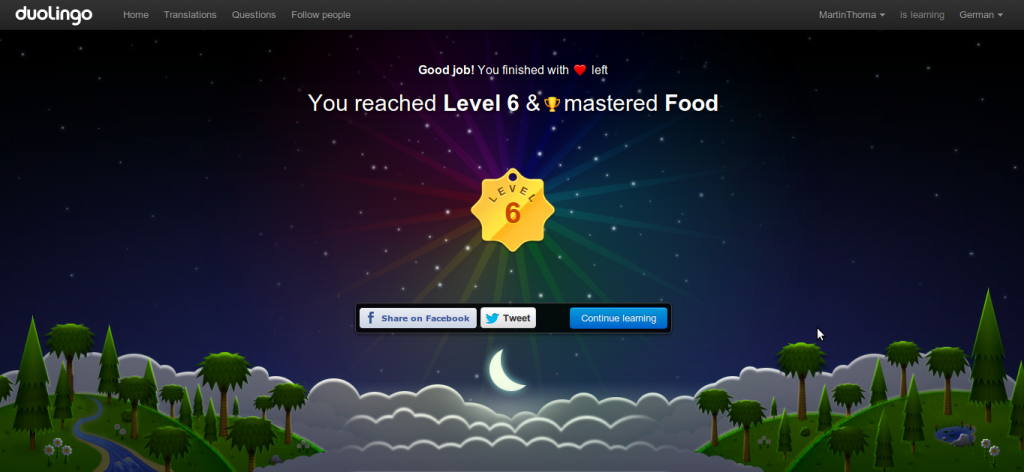 duolingo Home Translations Questions Follow people MartinThoma is learning German
Good job! You finished with left
You reached Level 6 & mastered Food
LEVEL
6
Share on Facebook Tweet Continue learning